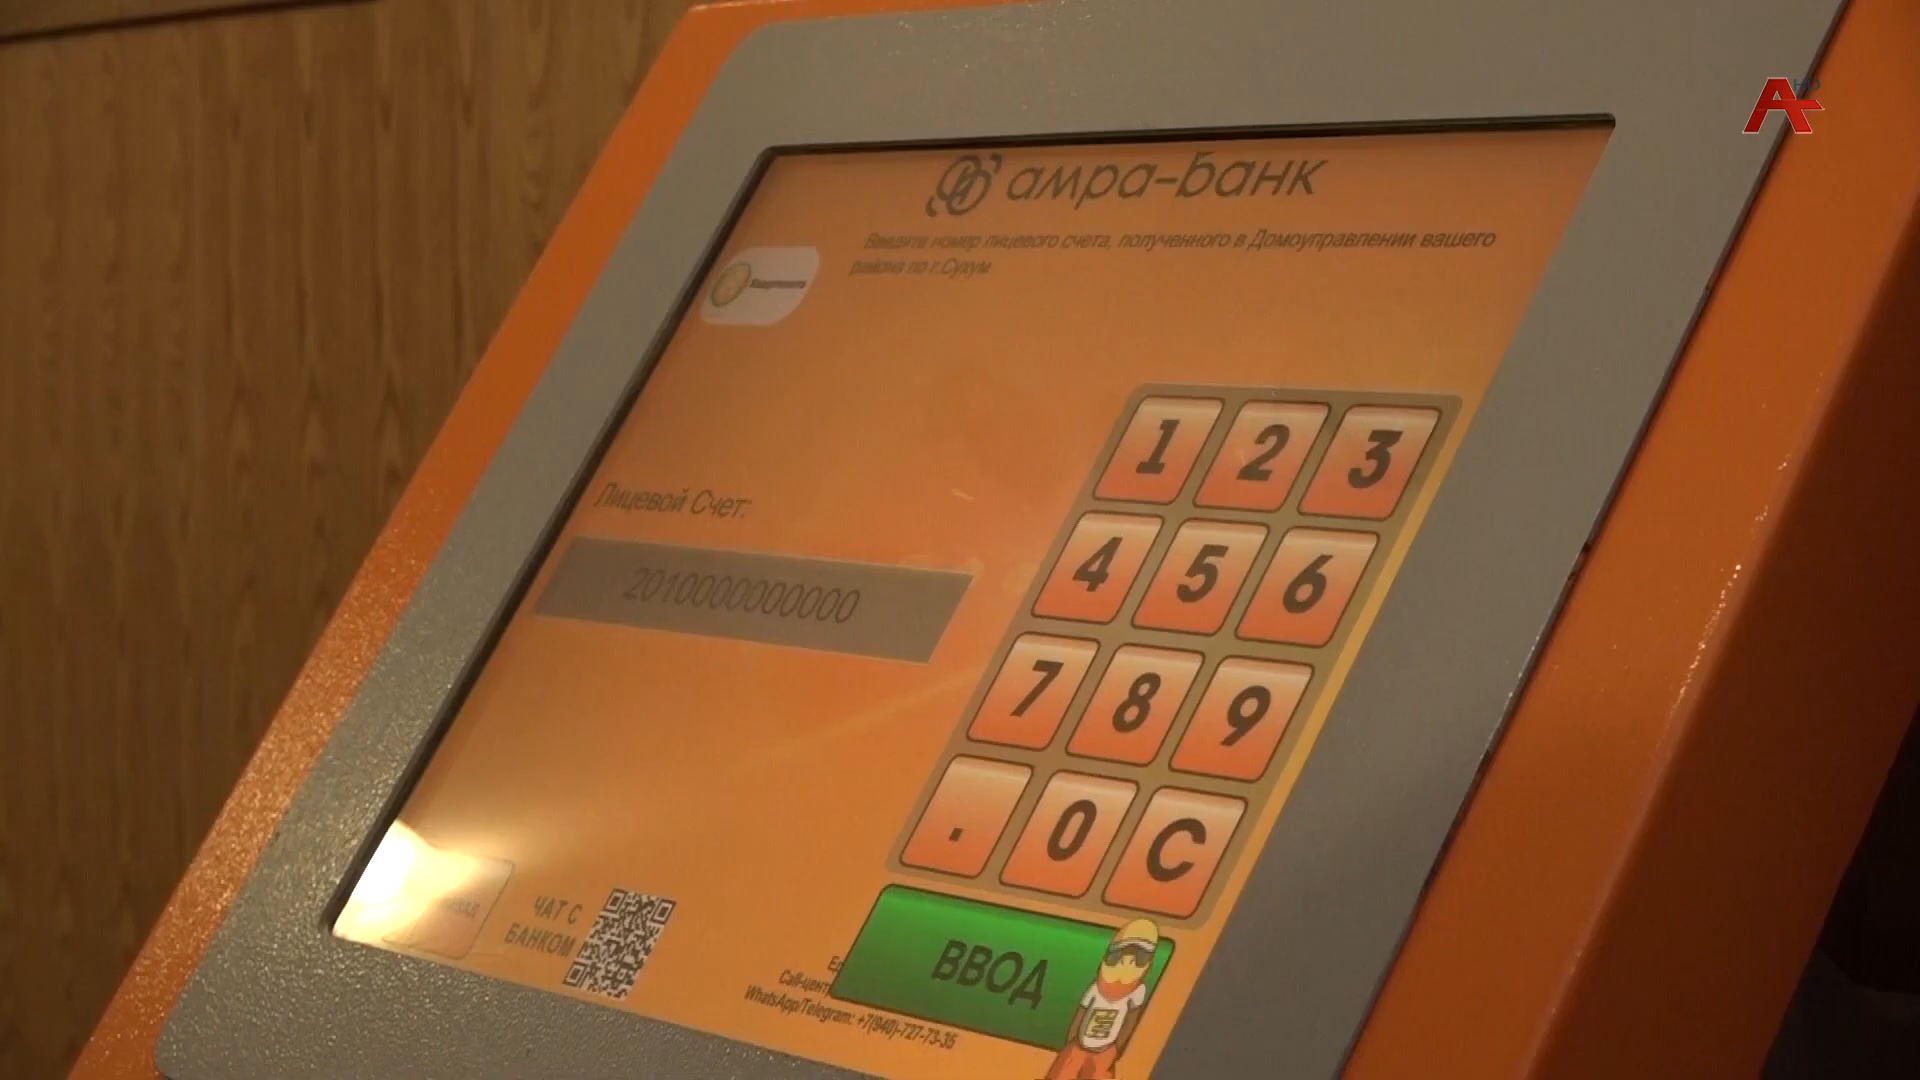 амра-банк
Введите номер лицевого счета, полученного в Домоуправлении вашего
района по г.Сухум
Квартплата
Лицевой Счет:
1 2 3
4 5 6
7 8 9
. 0 C
ЧАТ С
БАНКОМ
ВВОД
WhatsApp/Telegram: +7(940)-727-73-35